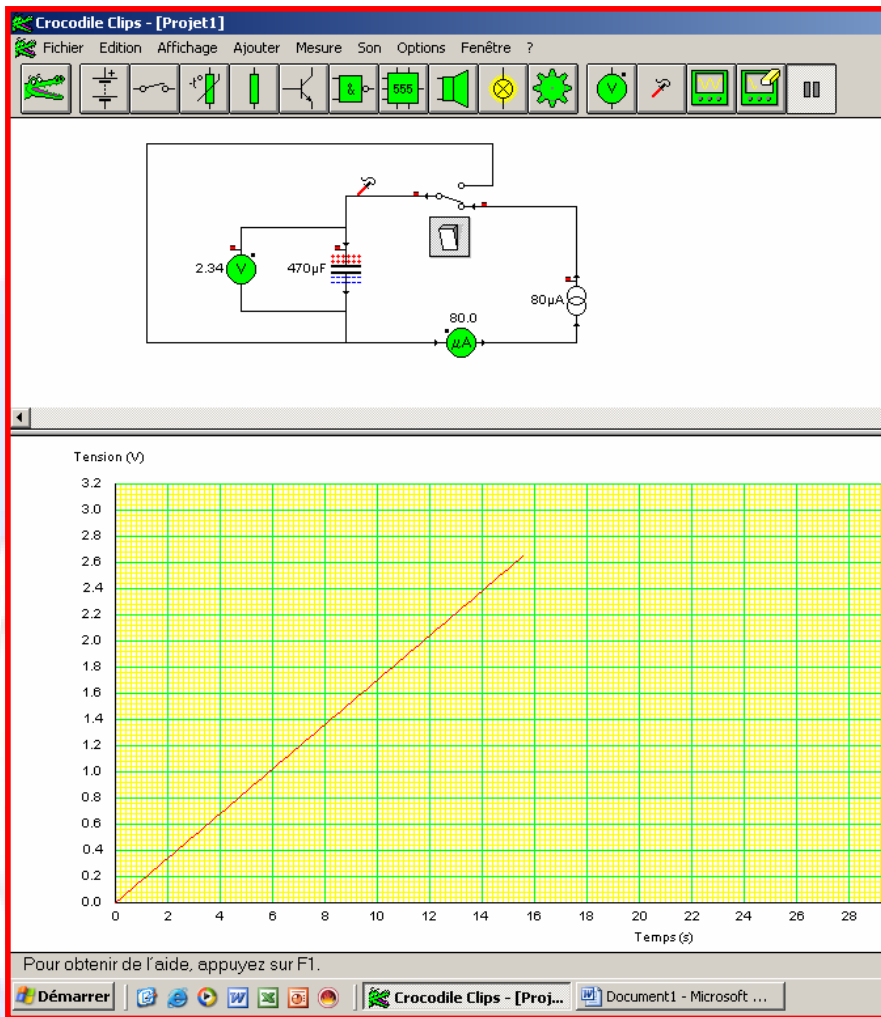 Crocodile Clips - [Projet1]
Fichier Edition Affichage Ajouter Mesure Son Options Fenêtre ?
-t° & 555 V
2.34 V 470µF
80µA
80.0
µA
Tension (V)
3.2
3.0
2.8
2.6
2.4
2.2
2.0
1.8
1.6
1.4
1.2
1.0
0.8
0.6
0.4
0.2
0.0
0 2 4 6 8 10 12 14 16 18 20 22 24 26 28
Temps (s)
Pour obtenir de l'aide, appuyez sur F1.
Démarrer Crocodile Clips - [Proj... Document1 - Microsoft ...